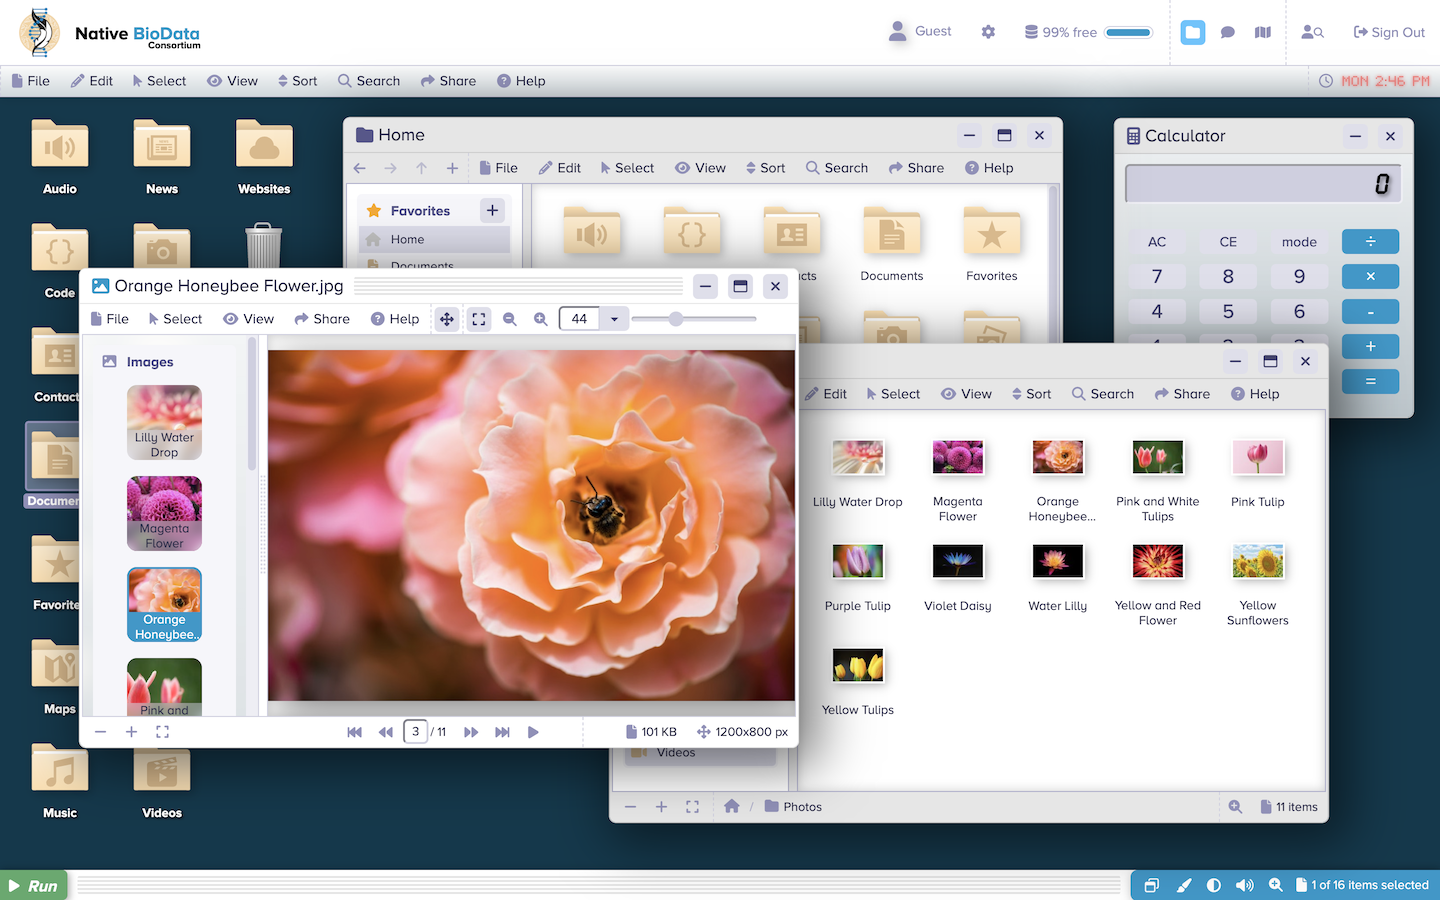 Native BioData
Consortium
Guest
99% free
Sign Out
File Edit Select View Sort Search Share Help
MON 2:46 PM
Audio
News
Websites
Code
Contact
Documen
Favorite
Maps
Music
Videos
Home
File Edit Select View Sort Search Share Help
Favorites
Home
Documents
cts
Documents
Favorites
Calculator
0
AC CE mode ÷
7 8 9 ×
4 5 6 -
+
=
Orange Honeybee Flower.jpg
File Select View Share Help 44
Images
Lilly Water
Drop
Magenta
Flower
Orange
Honeybee...
Pink and
3 / 11
101 KB
1200x800 px
Edit Select View Sort Search Share Help
Lilly Water Drop
Magenta
Flower
Orange
Honeybee...
Pink and White
Tulips
Pink Tulip
Purple Tulip
Violet Daisy
Water Lilly
Yellow and Red
Flower
Yellow
Sunflowers
Yellow Tulips
Videos
/ Photos
11 items
Run
1 of 16 items selected